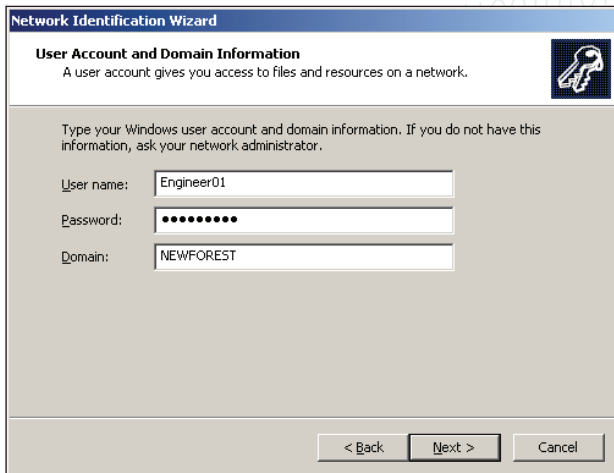 Network Identification Wizard
User Account and Domain Information
A user account gives you access to files and resources on a network.
Type your Windows user account and domain information. If you do not have this
information, ask your network administrator.
User name: Engineer01
Password: ●●●●●●●●●
Domain: NEWFOREST
< Back Next > Cancel